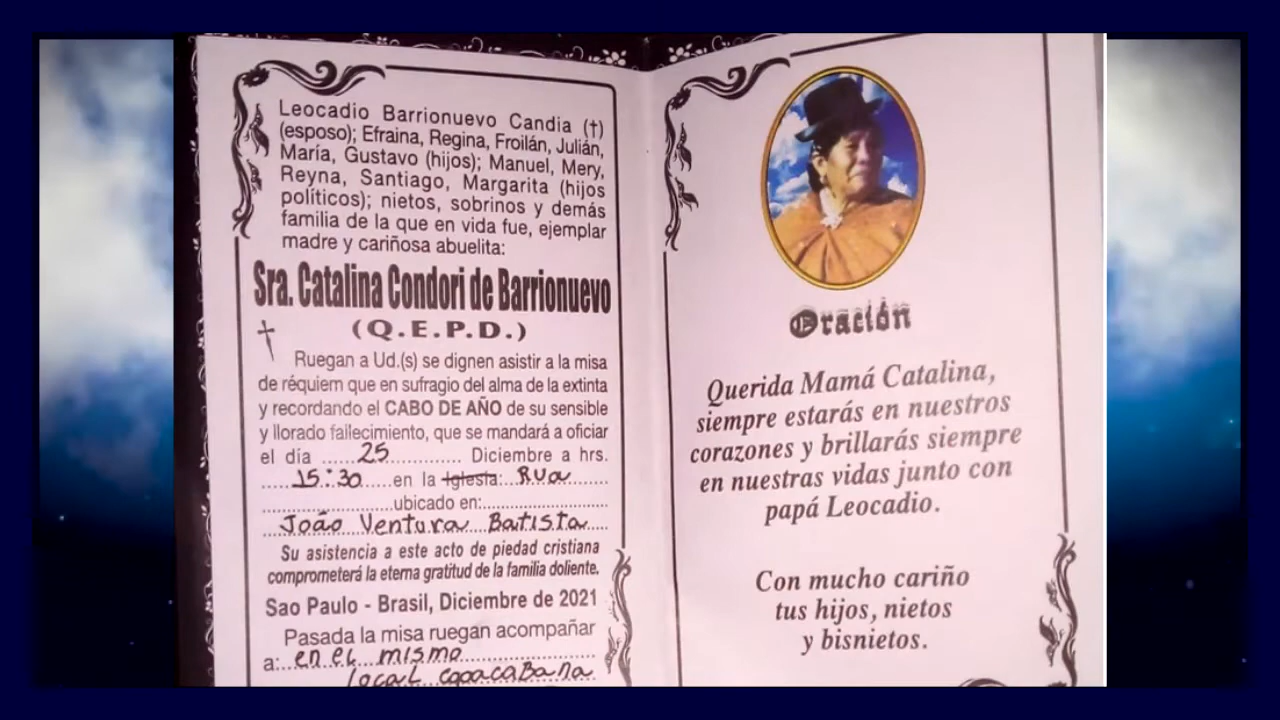 Leocadio Barrionuevo Candia (†)
(esposo); Efraina, Regina, Froilán, Julián,
María, Gustavo (hijos); Manuel, Mery,
Reyna, Santiago, Margarita (hijos
políticos); nietos, sobrinos y demás
familia de la que en vida fue, ejemplar
madre y cariñosa abuelita:
Sra. Catalina Condori de Barrionuevo
(Q.E.P.D.)
Ruegan a Ud.(s) se dignen asistir a la misa
de réquiem que en sufragio del alma de la extinta
y recordando el CABO DE AÑO de su sensible
y llorado fallecimiento, que se mandará a oficiar
el día ......25............. Diciembre a hrs.
......15:30.....en la Iglesia:..Rua.......
......................ubicado en:.....................
...João Ventura Batista....
Su asistencia a este acto de piedad cristiana
comprometerá la eterna gratitud de la familia doliente.
Sao Paulo - Brasil, Diciembre de 2021
Pasada la misa ruegan acompañar
a:..en el mismo......................
local copacabana
Oración
Querida Mamá Catalina,
siempre estarás en nuestros
corazones y brillarás siempre
en nuestras vidas junto con
papá Leocadio.
Con mucho cariño
tus hijos, nietos
y bisnietos.